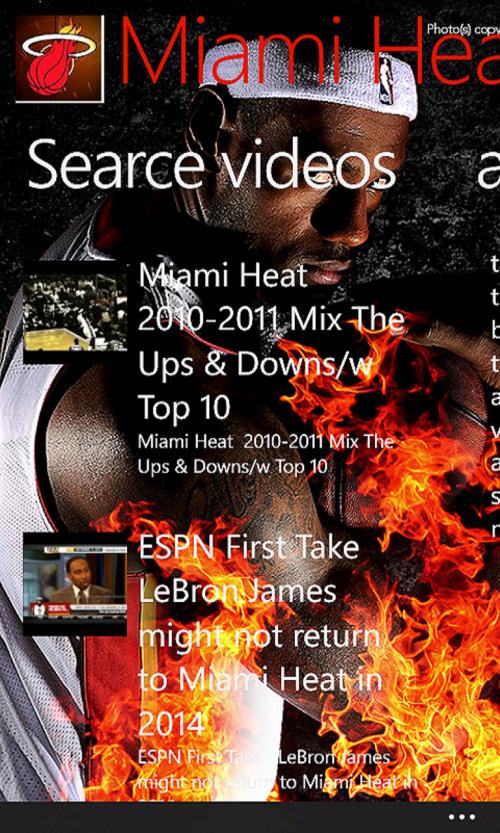 Photo(s) copy
Miami Hea
Searce videos
a
Miami Heat
2010-2011 Mix The
Ups & Downs/w
Top 10
Miami Heat 2010-2011 Mix The
Ups & Downs/w Top 10
ESPN First Take
LeBron James
might not return
to Miami Heat in
2014
ESPN First Take LeBron James
might not return to Miami Heat in
t
t
b
t
a
v
a
s
r